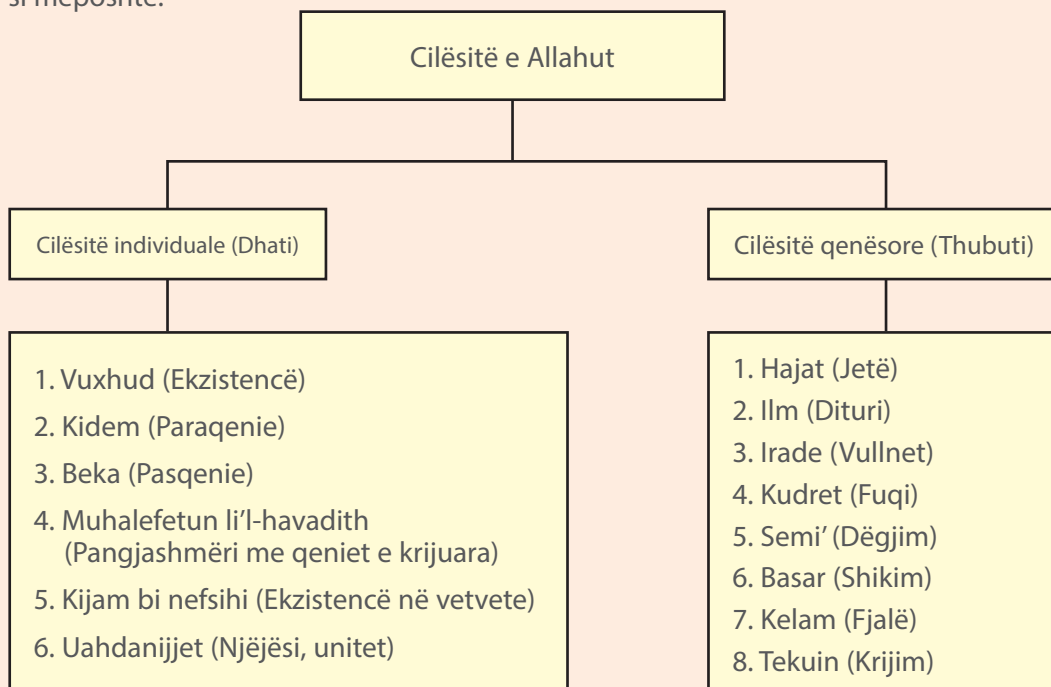 si mëposhtë.
Cilësitë e Allahut
Cilësitë individuale (Dhati)
Cilësitë qenësore (Thubuti)
1. Vuxhud (Ekzistencë)
2. Kidem (Paraqenie)
3. Beka (Pasqenie)
4. Muhalefetun li’l-havadith
(Pangjashmëri me qeniet e krijuara)
5. Kijam bi nefsihi (Ekzistencë në vetvete)
6. Uahdanijjet (Njëjësi, unitet)
1. Hajat (Jetë)
2. Ilm (Dituri)
3. Irade (Vullnet)
4. Kudret (Fuqi)
5. Semi’ (Dëgjim)
6. Basar (Shikim)
7. Kelam (Fjalë)
8. Tekuin (Krijim)